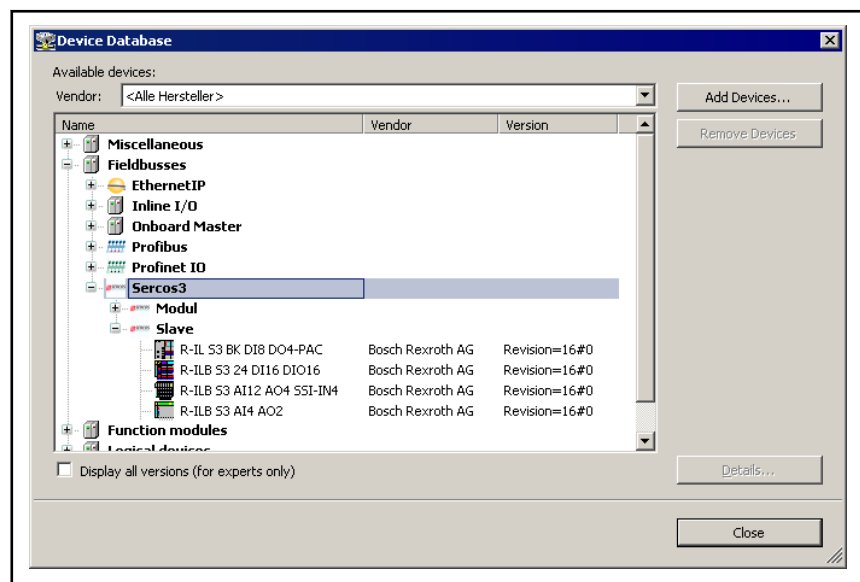 Device Database
Available devices:
Vendor: <Alle Hersteller> Add Devices...
Name Vendor Version Remove Devices
Miscellaneous
Fieldbusses
EthernetIP
Inline I/O
Onboard Master
Profibus
Profinet IO
Sercos3
Modul
Slave
R-IL S3 BK DI8 DO4-PAC Bosch Rexroth AG Revision=16#0
R-ILB S3 24 DI16 DIO16 Bosch Rexroth AG Revision=16#0
R-ILB S3 AI12 AO4 SSI-IN4 Bosch Rexroth AG Revision=16#0
R-ILB S3 AI4 AO2 Bosch Rexroth AG Revision=16#0
Function modules
Logical devices
Display all versions (for experts only) Details...
Close